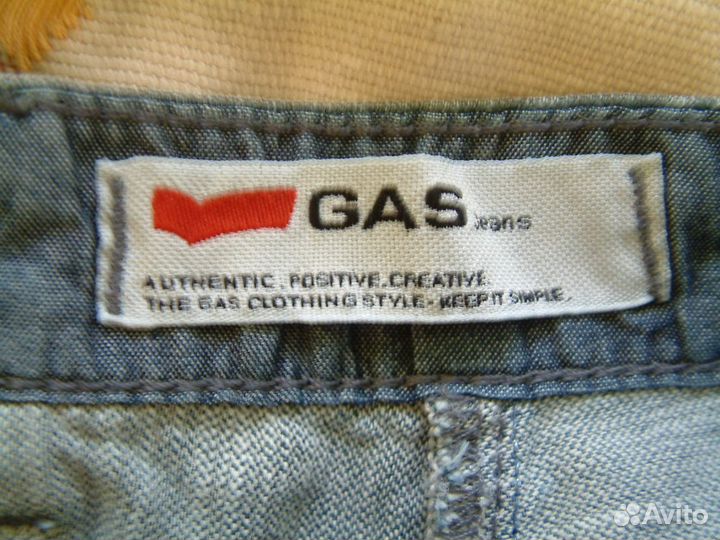 GAS Jeans
AUTHENTIC. POSITIVE. CREATIVE.
THE GAS CLOTHING STYLE - KEEP IT SIMPLE.
Avito